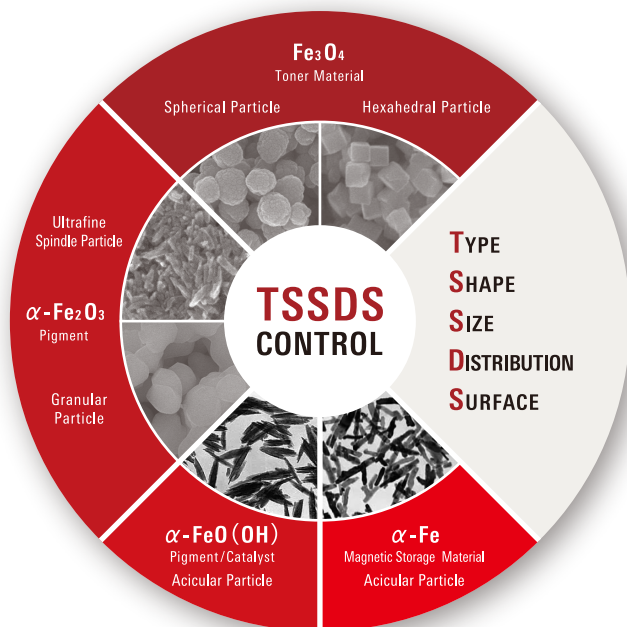 Fe₃O₄
Toner Material
Spherical Particle
Hexahedral Particle
Ultrafine
Spindle Particle
α-Fe₂O₃
Pigment
Granular
Particle
TSSDS
CONTROL
TYPE
SHAPE
SIZE
DISTRIBUTION
SURFACE
α-FeO(OH)
Pigment/Catalyst
Acicular Particle
α-Fe
Magnetic Storage Material
Acicular Particle